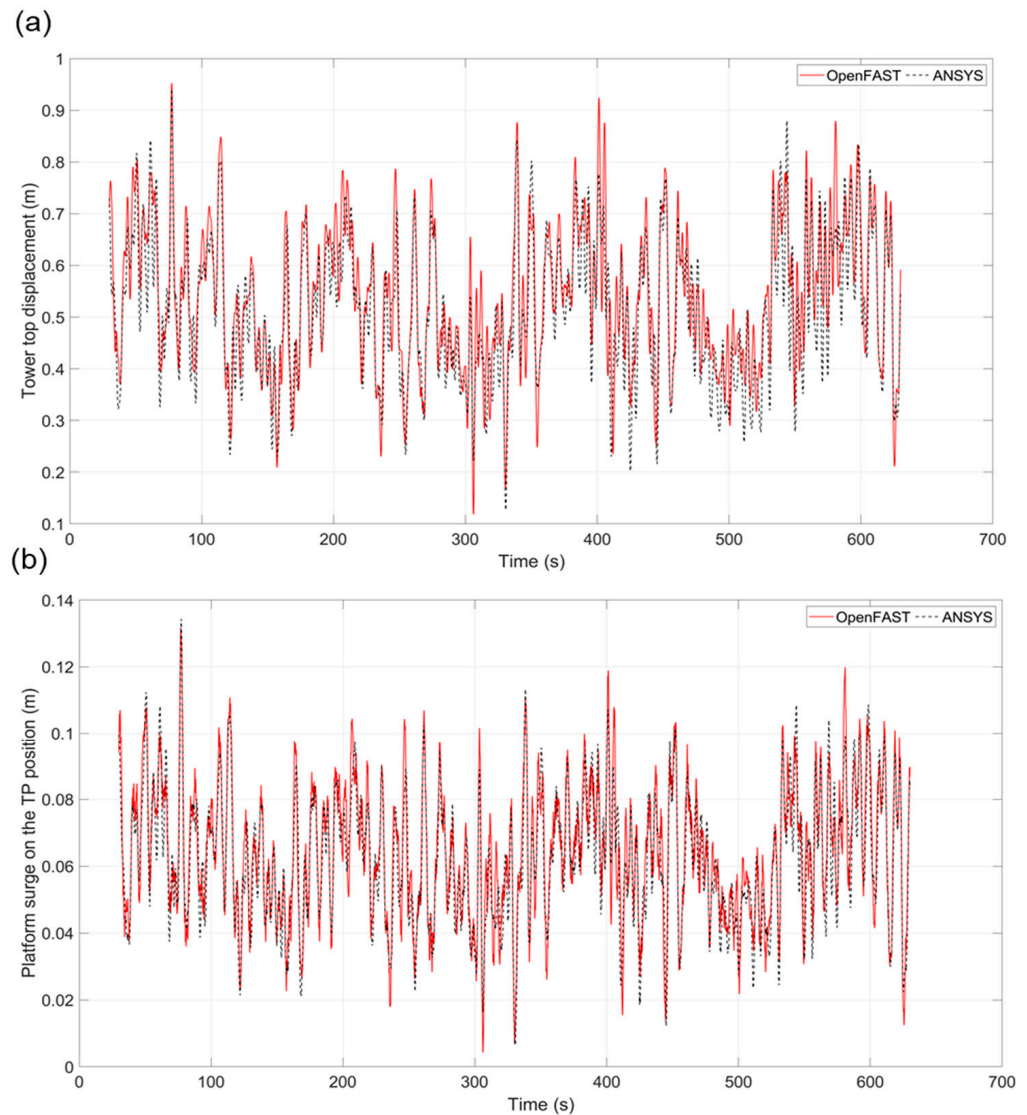 (a)
1
0.9
0.8
0.7
0.6
0.5
0.4
0.3
0.2
0.1
Tower top displacement (m)
OpenFAST ANSYS
0 100 200 300 400 500 600 700
Time (s)
(b)
0.14
0.12
0.1
0.08
0.06
0.04
0.02
0
Platform surge on the TP position (m)
OpenFAST ANSYS
0 100 200 300 400 500 600 700
Time (s)